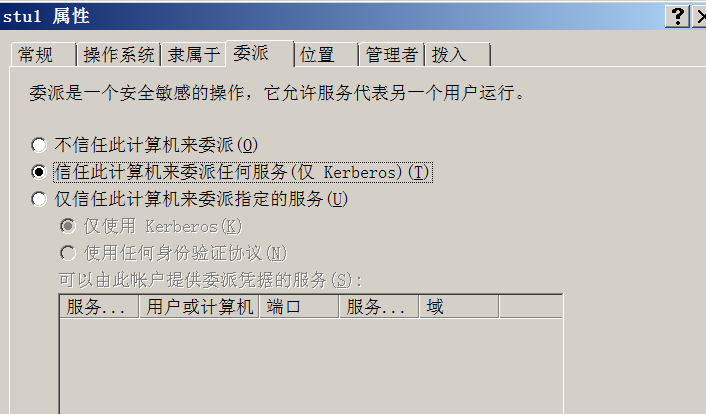 stu1 属性
常规 操作系统 隶属于 委派 位置 管理者 拨入
委派是一个安全敏感的操作，它允许服务代表另一个用户运行。
不信任此计算机来委派(O)
信任此计算机来委派任何服务(仅 Kerberos)(T)
仅信任此计算机来委派指定的服务(U)
仅使用 Kerberos(K)
使用任何身份验证协议(N)
可以由此帐户提供委派凭据的服务(S):
服务... 用户或计算机 端口 服务... 域